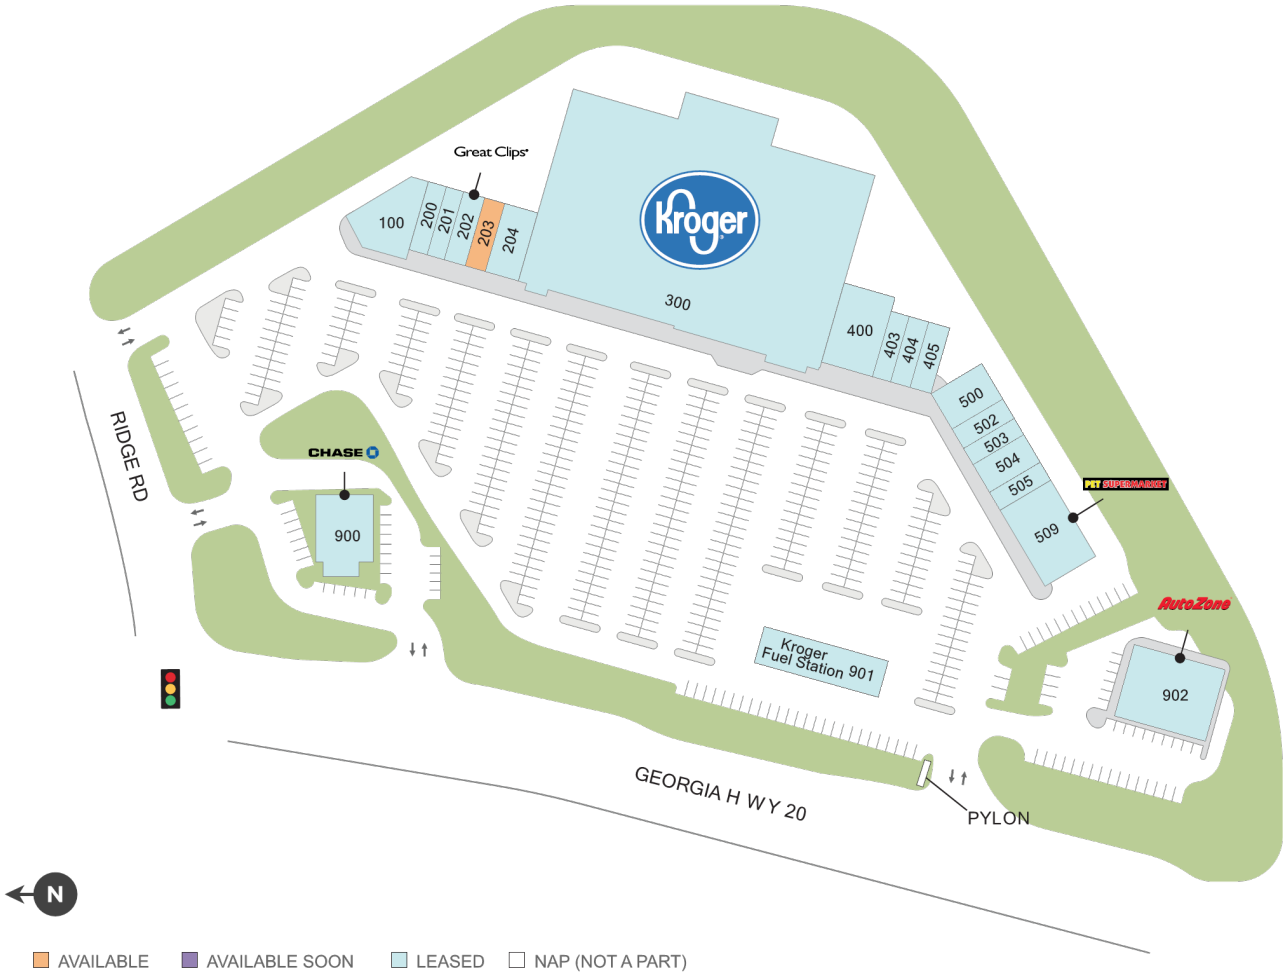 Great Clips
Kroger
100
200
201
202
203
204
300
400
403
404
405
500
502
503
504
505
509
PET SUPERMARKET
RIDGE RD
CHASE
900
AutoZone
902
Kroger
Fuel Station 901
GEORGIA H WY 20
PYLON
N
AVAILABLE
AVAILABLE SOON
LEASED
NAP (NOT A PART)